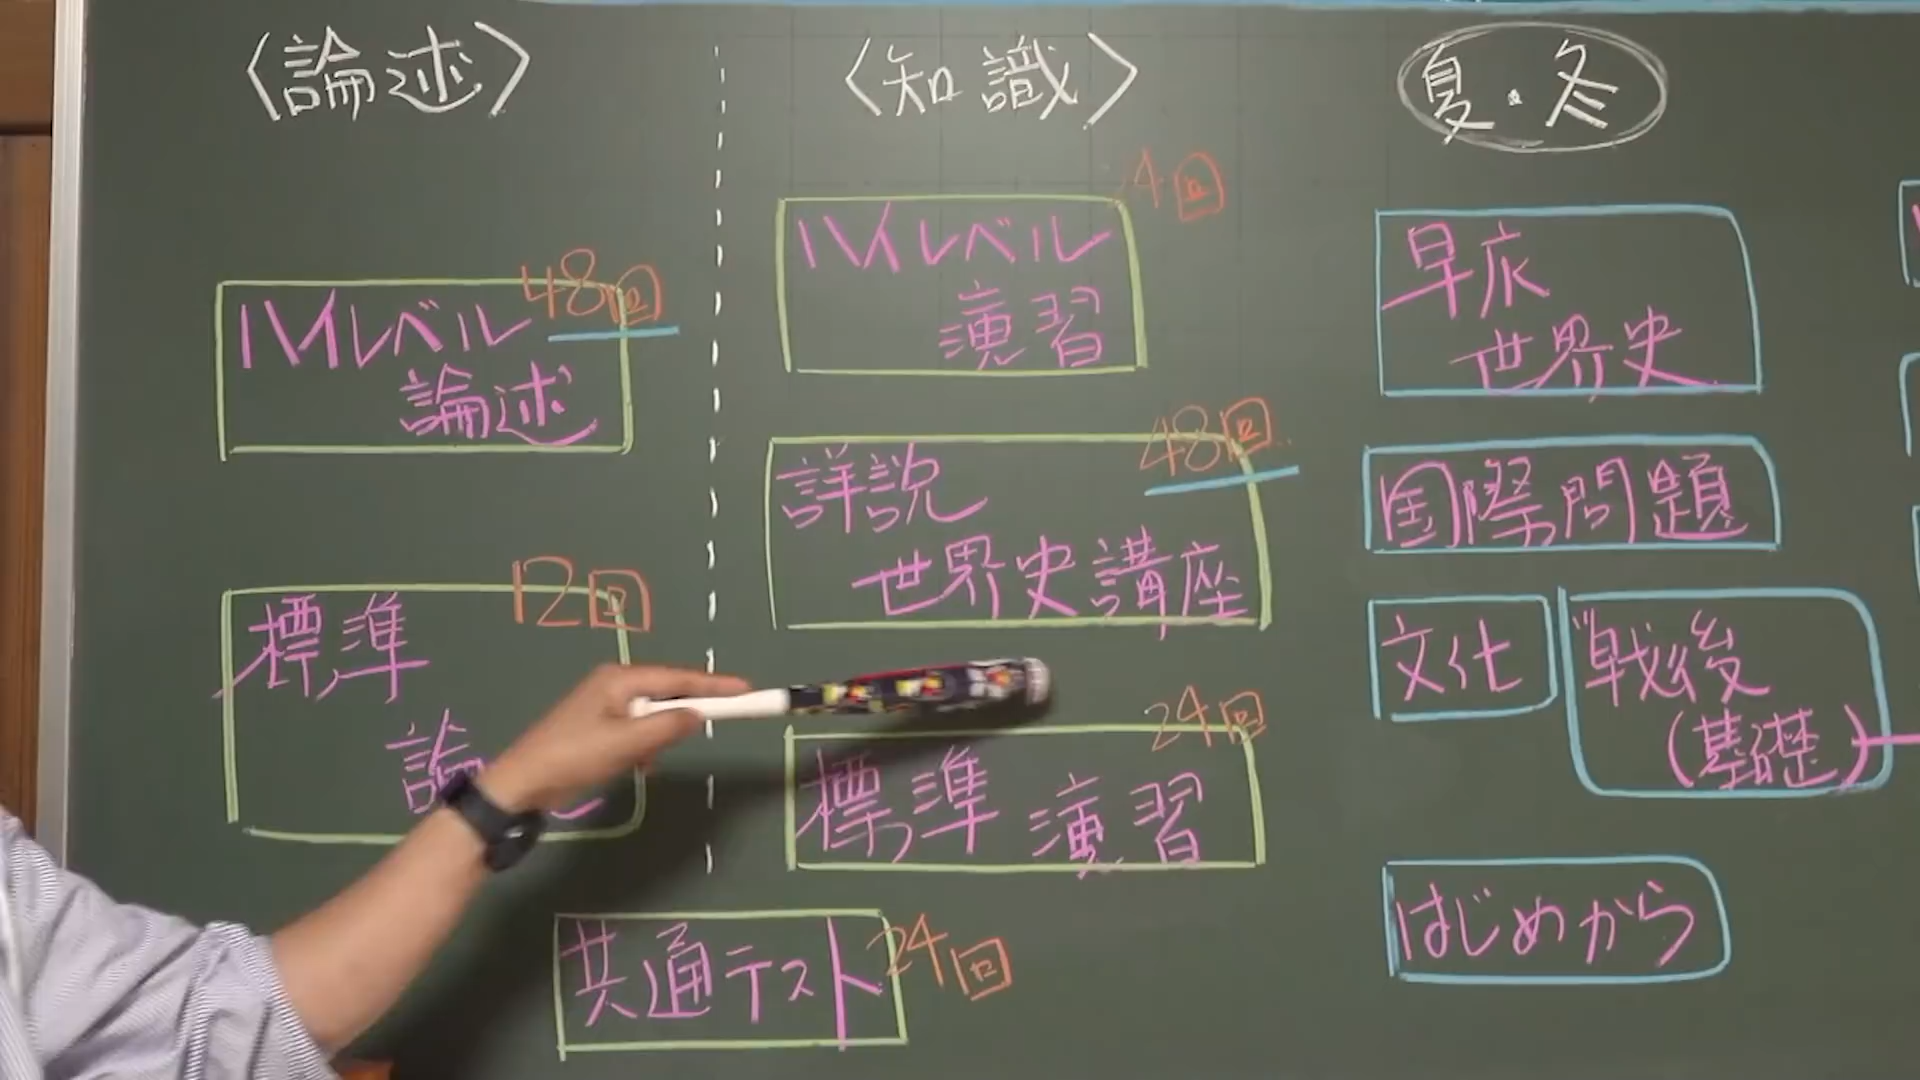 〈論述〉
ハイレベル
論述
48回
標準
論
12回
〈知識〉
ハイレベル
演習
4回
詳説
世界史講座
48回
標準演習
24回
共通テスト
24回
夏・冬
早慶
世界史
国際問題
文化
戦後
(基礎)
はじめから